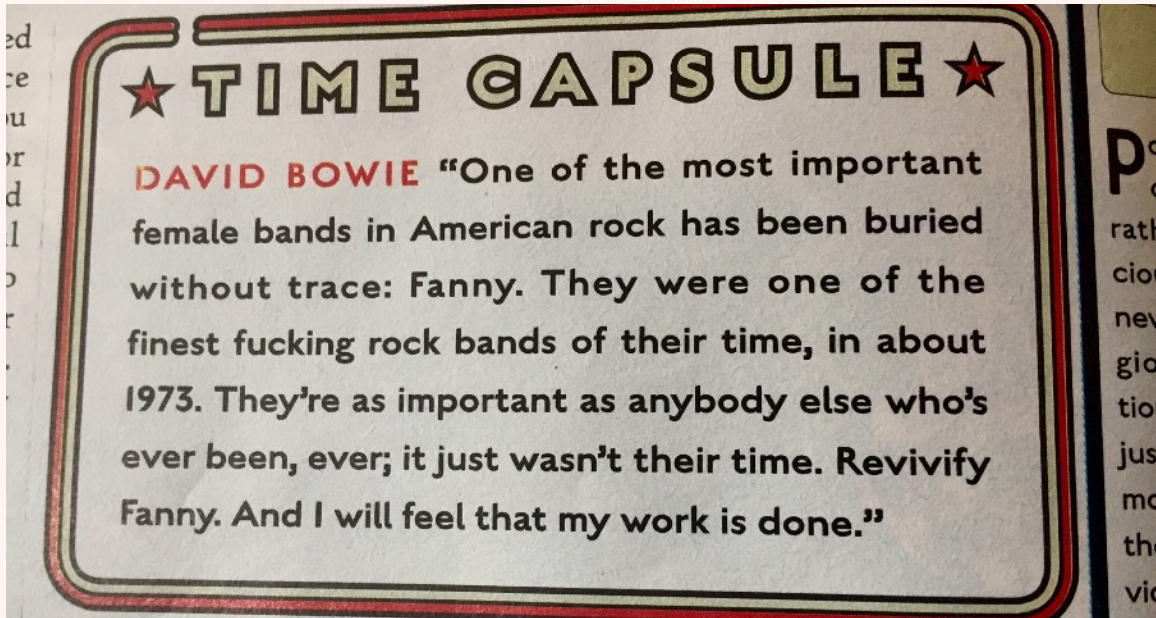 TIME CAPSULE
DAVID BOWIE “One of the most important
female bands in American rock has been buried
without trace: Fanny. They were one of the
finest fucking rock bands of their time, in about
1973. They’re as important as anybody else who’s
ever been, ever; it just wasn’t their time. Revivify
Fanny. And I will feel that my work is done.”